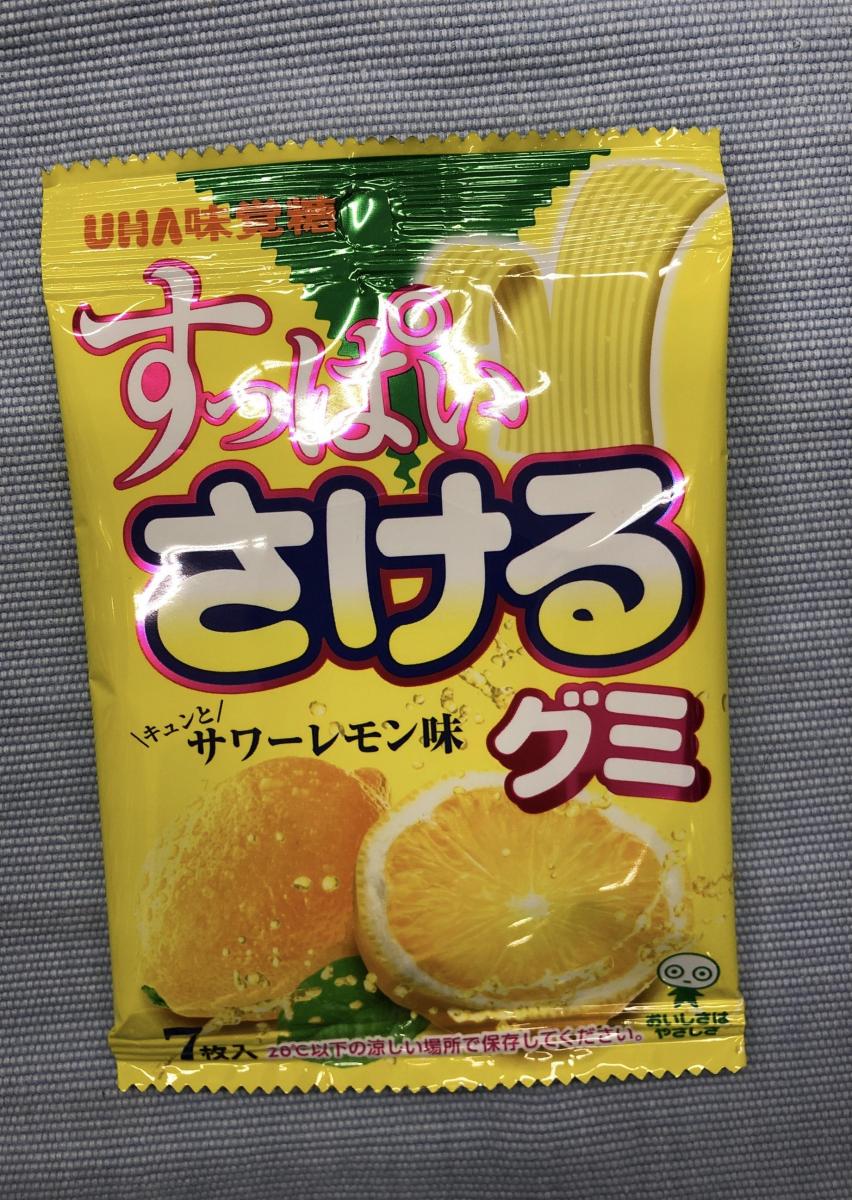 UHA味覚糖
すっぱい
さける
グミ
\キュンと/
サワーレモン味
7枚入
20℃以下の涼しい場所で保存してください。
おいしさは
やさしさ